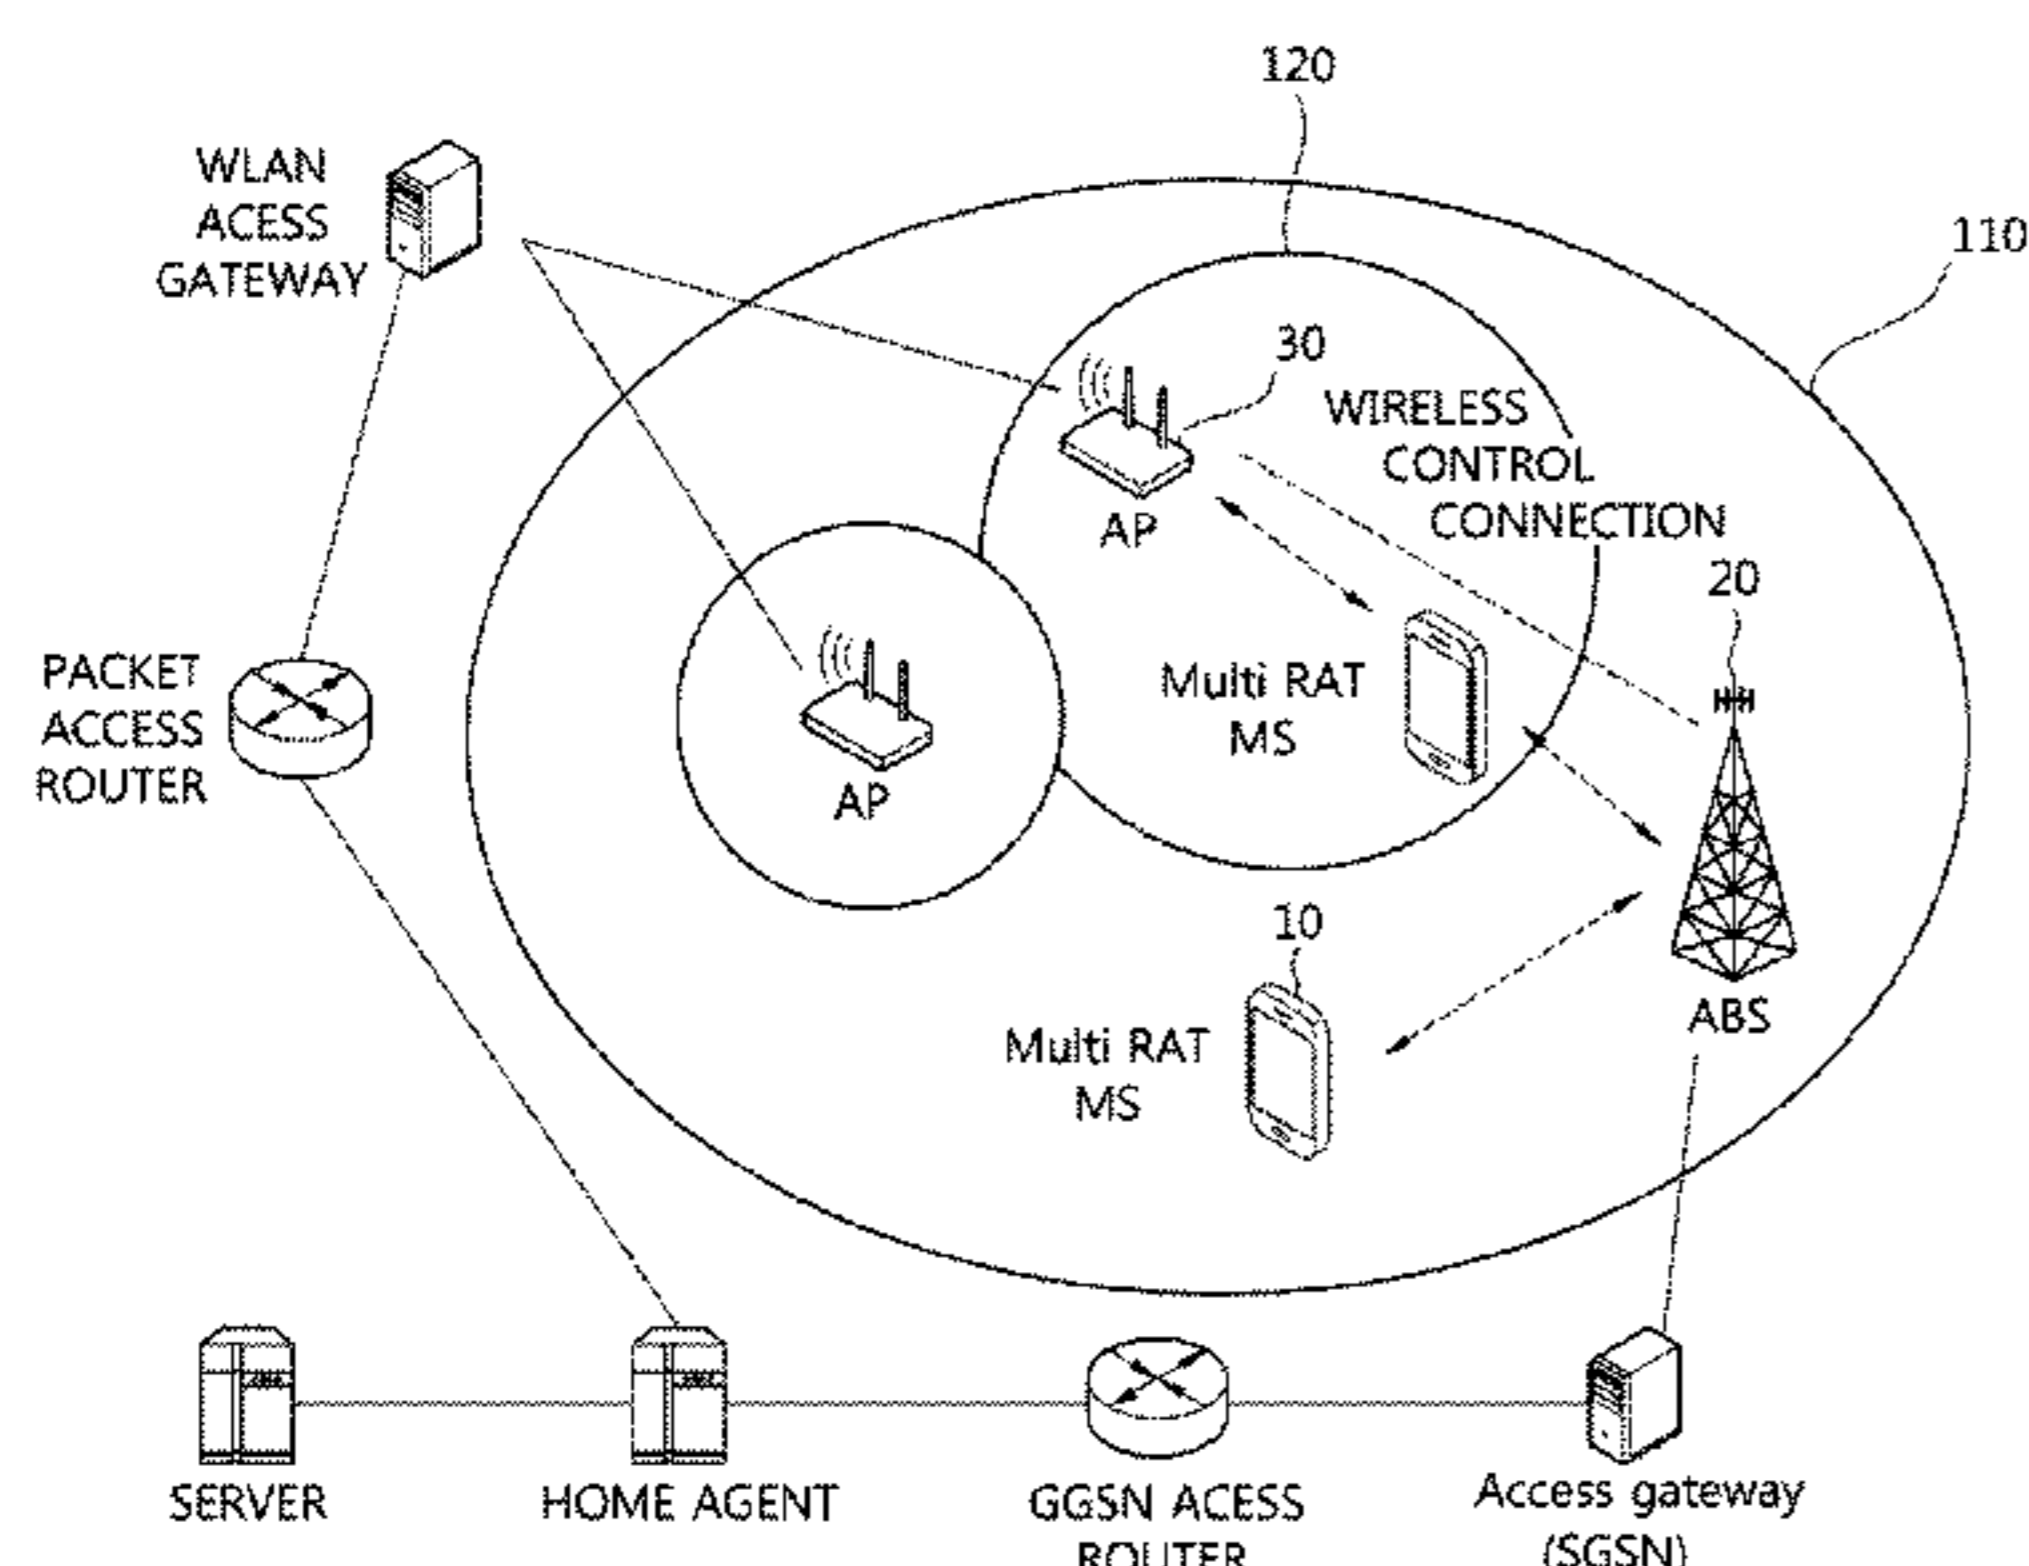 120
WLAN
ACESS
GATEWAY
110
30
WIRELESS
CONTROL
CONNECTION
AP
20
PACKET
ACCESS
ROUTER
Multi RAT
MS
AP
10
ABS
Multi RAT
MS
SERVER
HOME AGENT
GGSN ACESS
ROUTER
Access gateway
(SGSN)